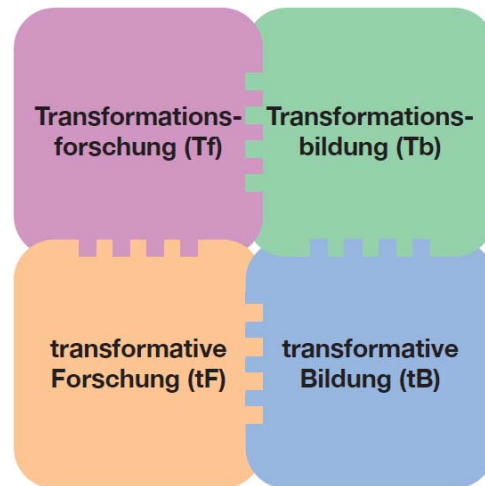 Transformations-
forschung (Tf)
Transformations-
bildung (Tb)
transformative
Forschung (tF)
transformative
Bildung (tB)